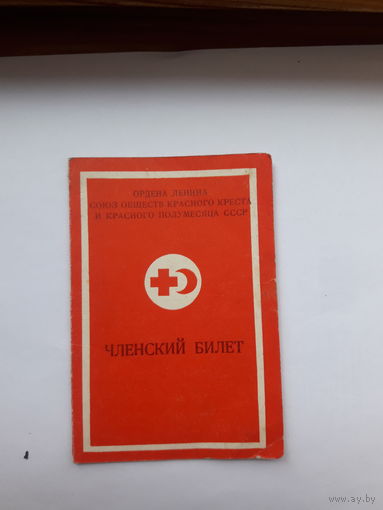 ОРДЕНА ЛЕНИНА
СОЮЗ ОБЩЕСТВ КРАСНОГО КРЕСТА
И КРАСНОГО ПОЛУМЕСЯЦА СССР
ЧЛЕНСКИЙ БИЛЕТ
www.ay.by